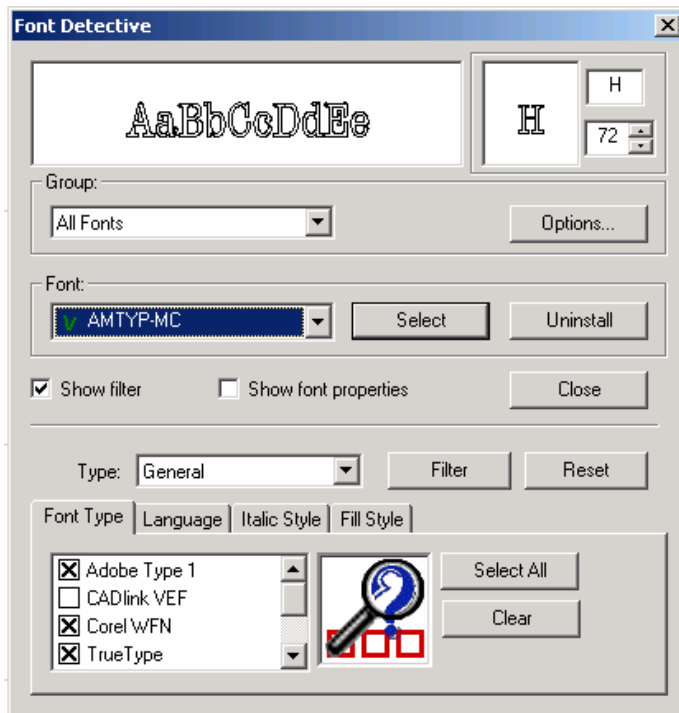 Font Detective
AaBbCcDdEe
H
H
72
Group:
All Fonts
Options...
Font:
V AMTYP-MC
Select
Uninstall
Show filter
Show font properties
Close
Type:
General
Filter
Reset
Font Type
Language
Italic Style
Fill Style
Adobe Type 1
CADlink VEF
Corel WFN
TrueType
Select All
Clear